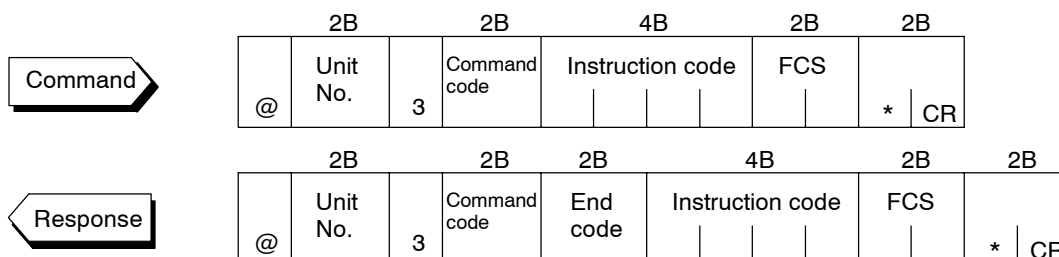 2B 2B 4B 2B 2B
Command
Unit No. Command code Instruction code FCS
@ 3 * CR
2B 2B 2B 4B 2B 2B
Response
Unit No. Command code End code Instruction code FCS
@ 3 * CR